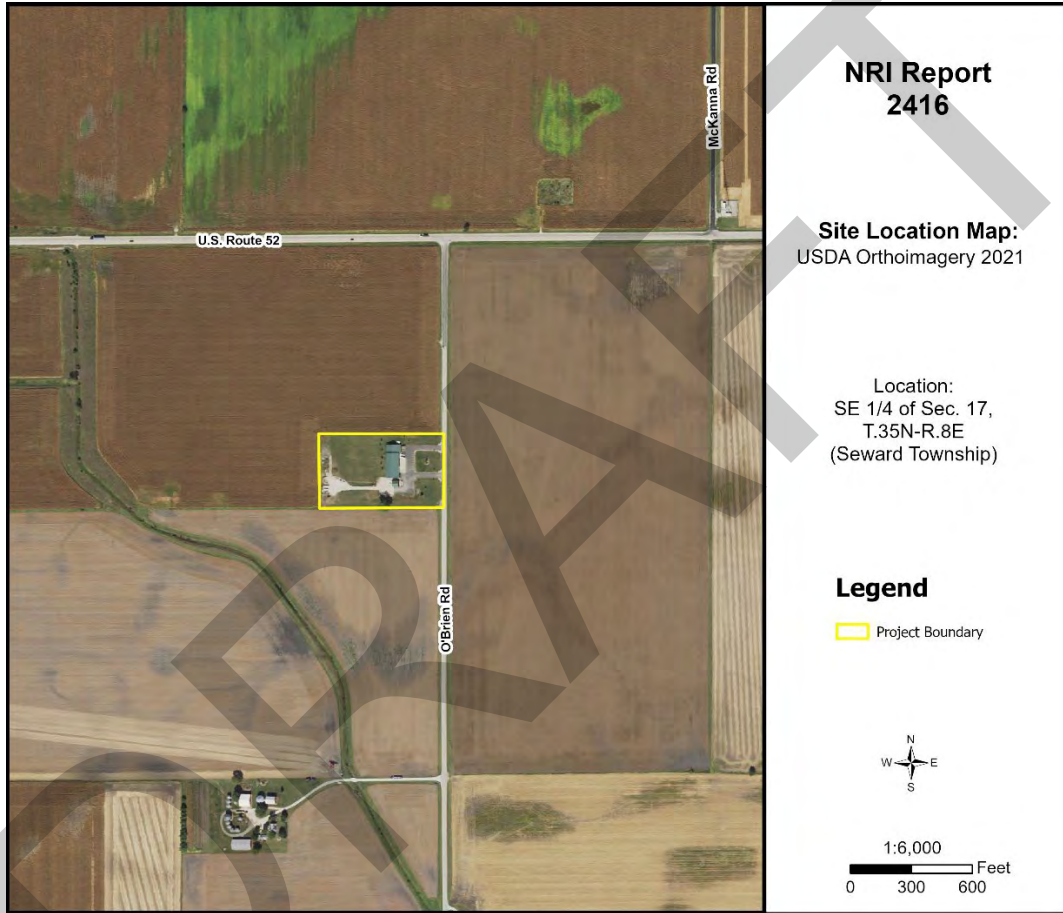 NRI Report
2416
Site Location Map:
USDA Orthoimagery 2021
Location:
SE 1/4 of Sec. 17,
T.35N-R.8E
(Seward Township)
Legend
Project Boundary
N
W E
S
1:6,000
Feet
0 300 600
McKanna Rd
U.S. Route 52
O'Brien Rd
DRAFT